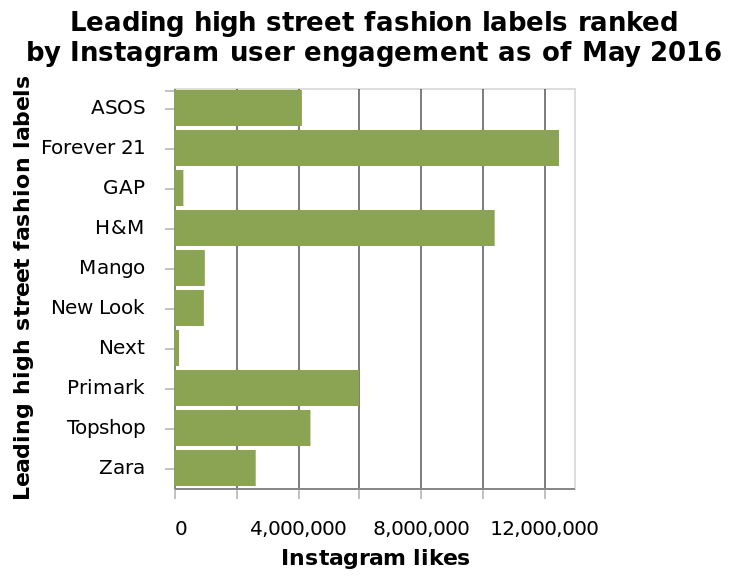 Leading high street fashion labels ranked
by Instagram user engagement as of May 2016
Leading high street fashion labels
ASOS
Forever 21
GAP
H&M
Mango
New Look
Next
Primark
Topshop
Zara
0 4,000,000 8,000,000 12,000,000
Instagram likes